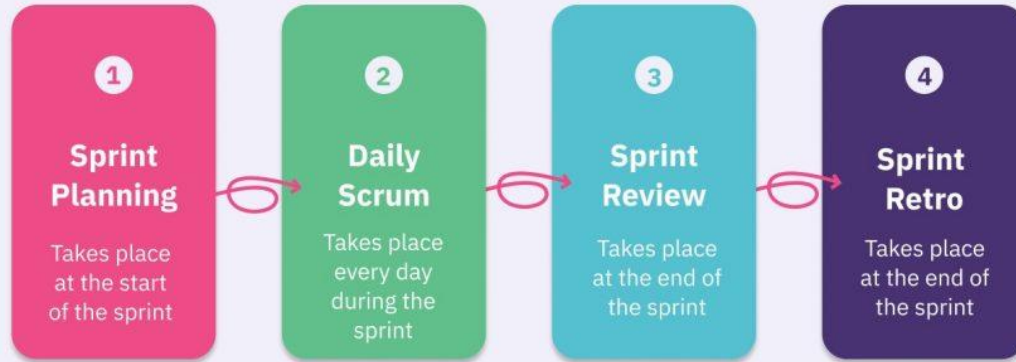 1
Sprint
Planning
Takes place
at the start
of the sprint
2
Daily
Scrum
Takes place
every day
during the
sprint
3
Sprint
Review
Takes place
at the end of
the sprint
4
Sprint
Retro
Takes place
at the end of
the sprint